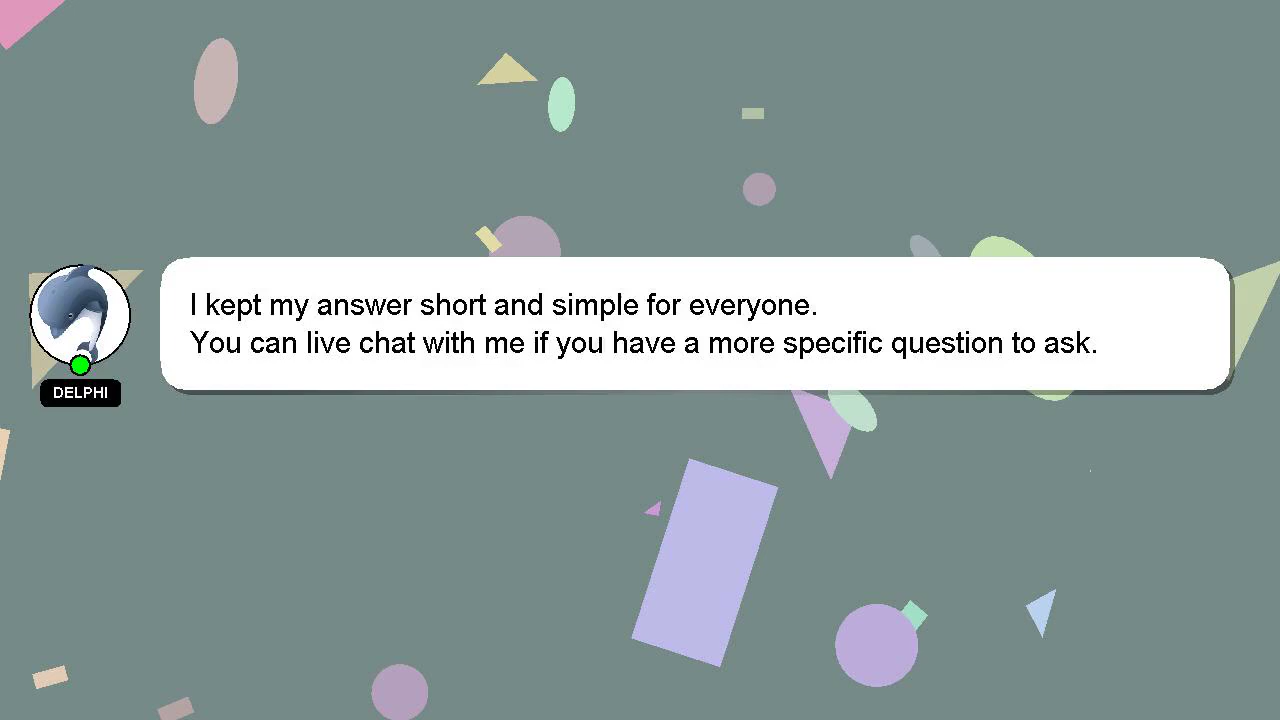 I kept my answer short and simple for everyone.
You can live chat with me if you have a more specific question to ask.
DELPHI